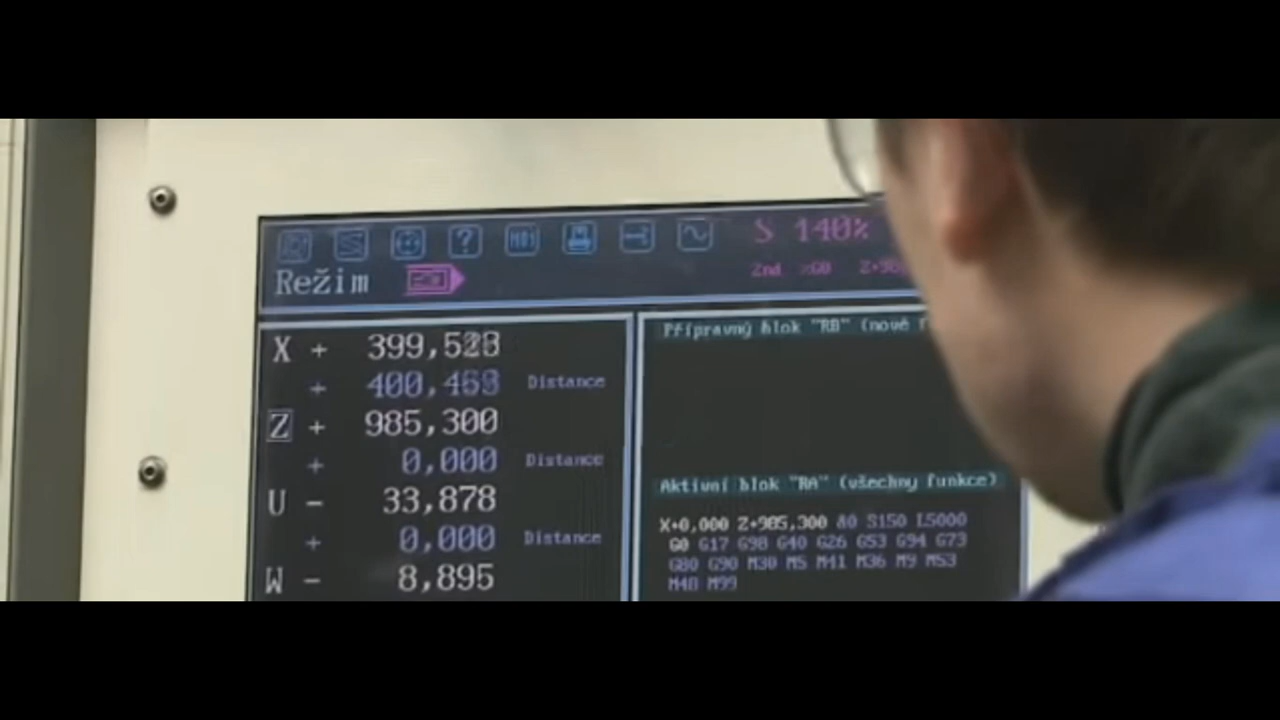 S 140%
Režim
X + 399,528
+ 400,468 Distance
Z + 985,300
+ 0,000 Distance
U - 33,878
+ 0,000 Distance
W - 8,895
Přípravný blok "RB" (nové
Aktivní blok "RA" (všechny funkce)
X+0,000 Z+985,300 S150 L5000
G0 G17 G98 G40 G26 G53 G94 G73
G80 G90 M30 M5 M41 M36 M9 M53
M48 M99